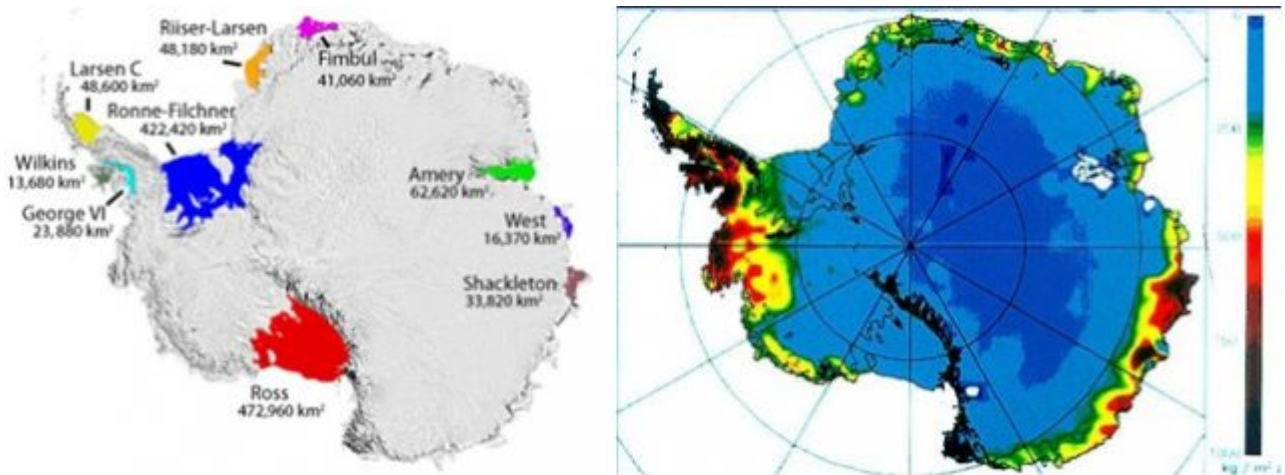 Riiser-Larsen
48,180 km²
Fimbul
41,060 km²
Larsen C
48,600 km²
Ronne-Filchner
422,420 km²
Wilkins
13,680 km²
George VI
23,880 km²
Amery
62,620 km²
West
16,370 km²
Shackleton
33,820 km²
Ross
472,960 km²
kg / m²